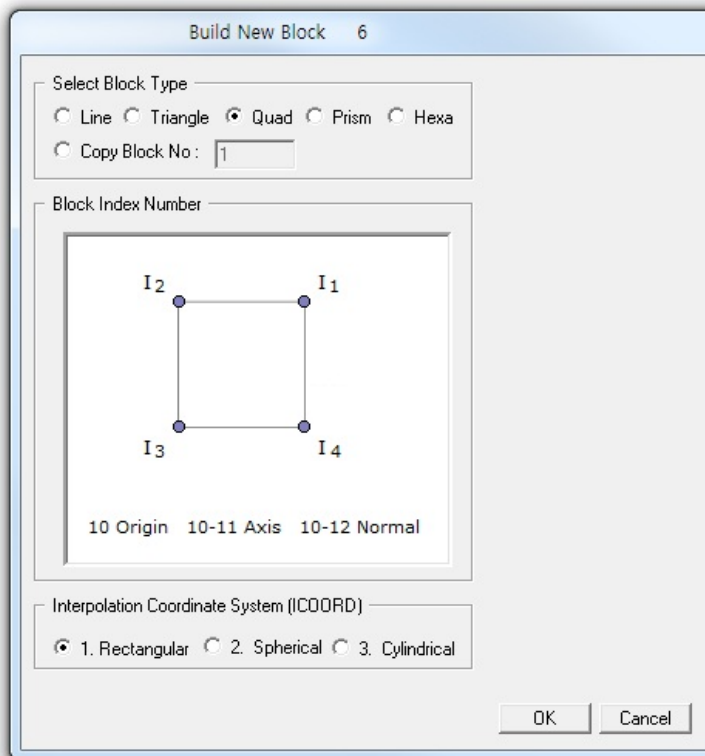 Build New Block 6
Select Block Type
Line Triangle Quad Prism Hexa
Copy Block No : 1
Block Index Number
I2 I1
I3 I4
10 Origin 10-11 Axis 10-12 Normal
Interpolation Coordinate System (ICOORD)
1. Rectangular 2. Spherical 3. Cylindrical
OK Cancel